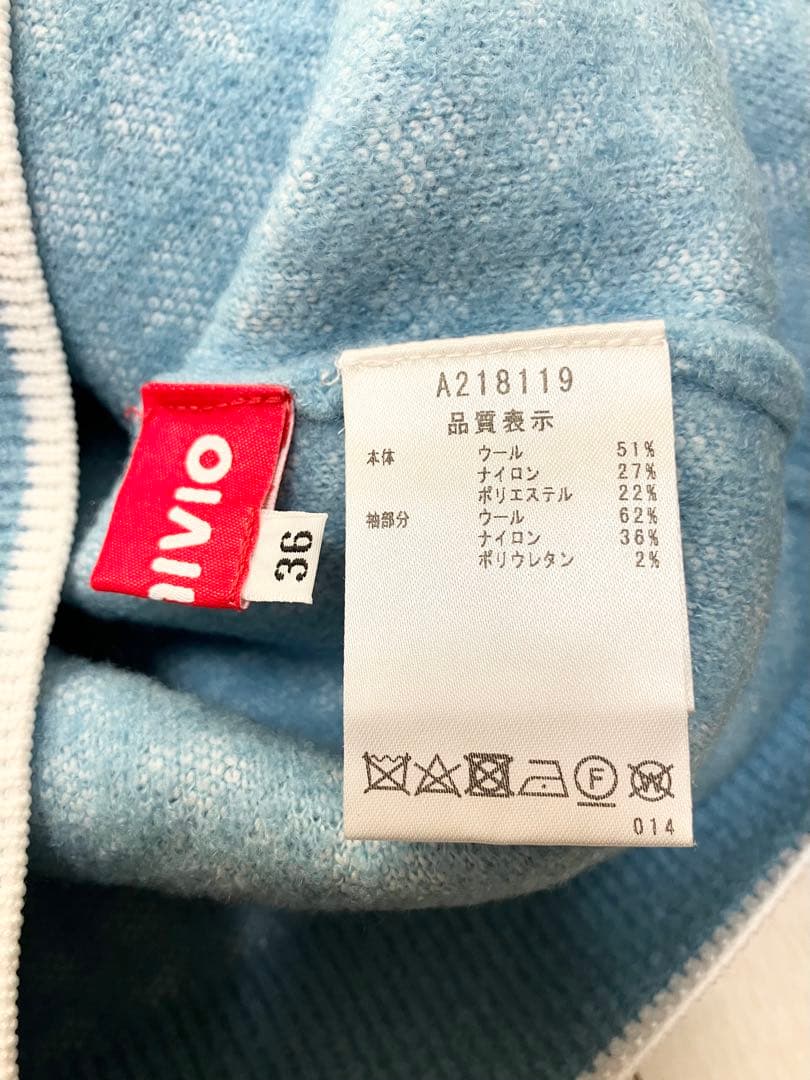 A218119
品質表示
本体 ウール 51%
ナイロン 27%
ポリエステル 22%
袖部分 ウール 62%
ナイロン 36%
ポリウレタン 2%
F W
014
36